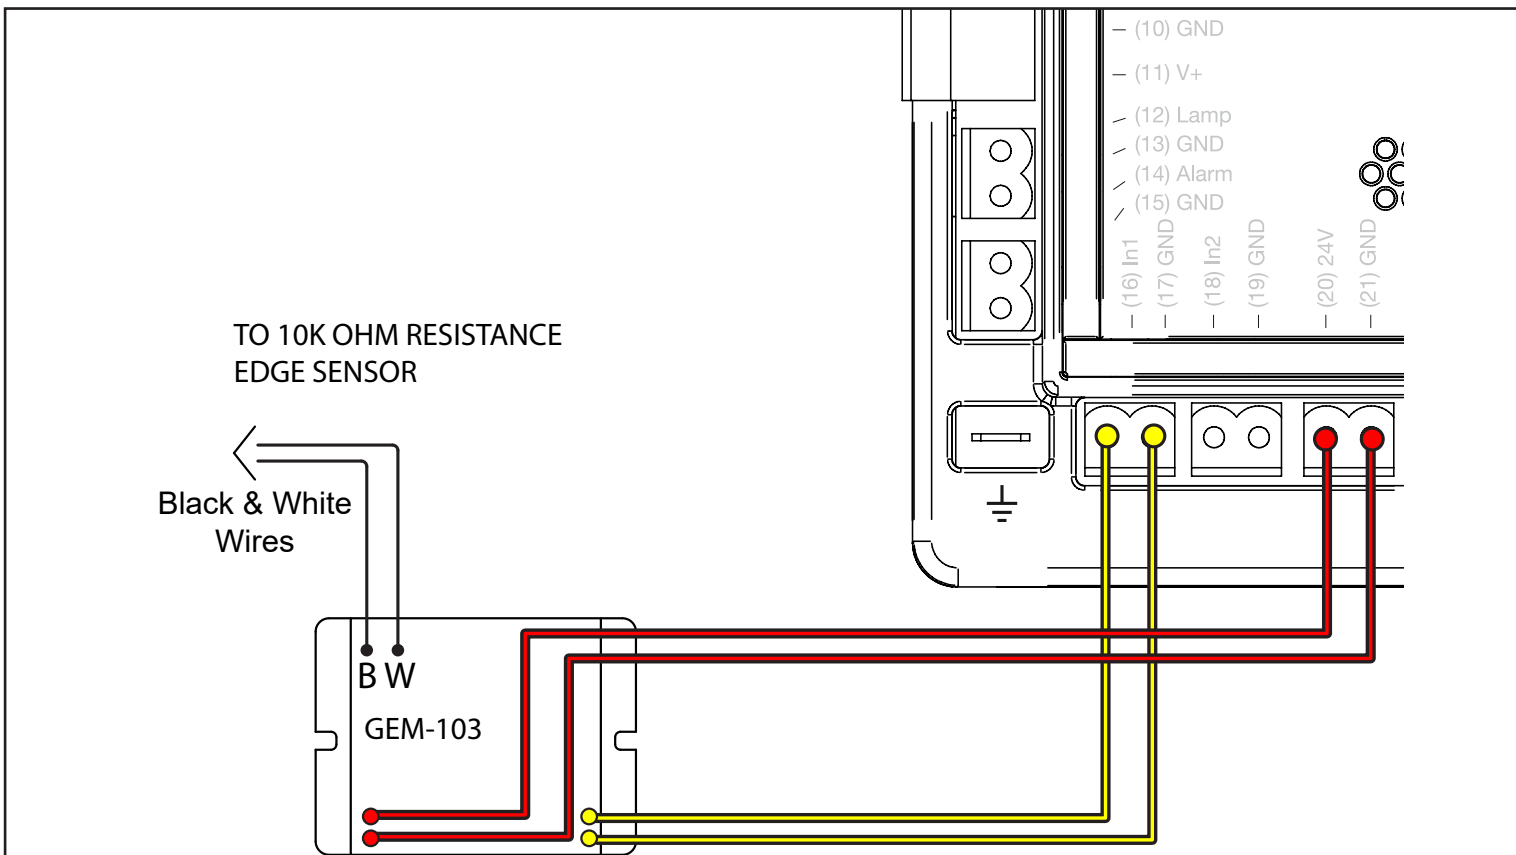 (10) GND
(11) V+
(12) Lamp
(13) GND
(14) Alarm
(15) GND
(16) In1
(17) GND
(18) In2
(19) GND
(20) 24V
(21) GND
TO 10K OHM RESISTANCE
EDGE SENSOR
Black & White
Wires
B W
GEM-103